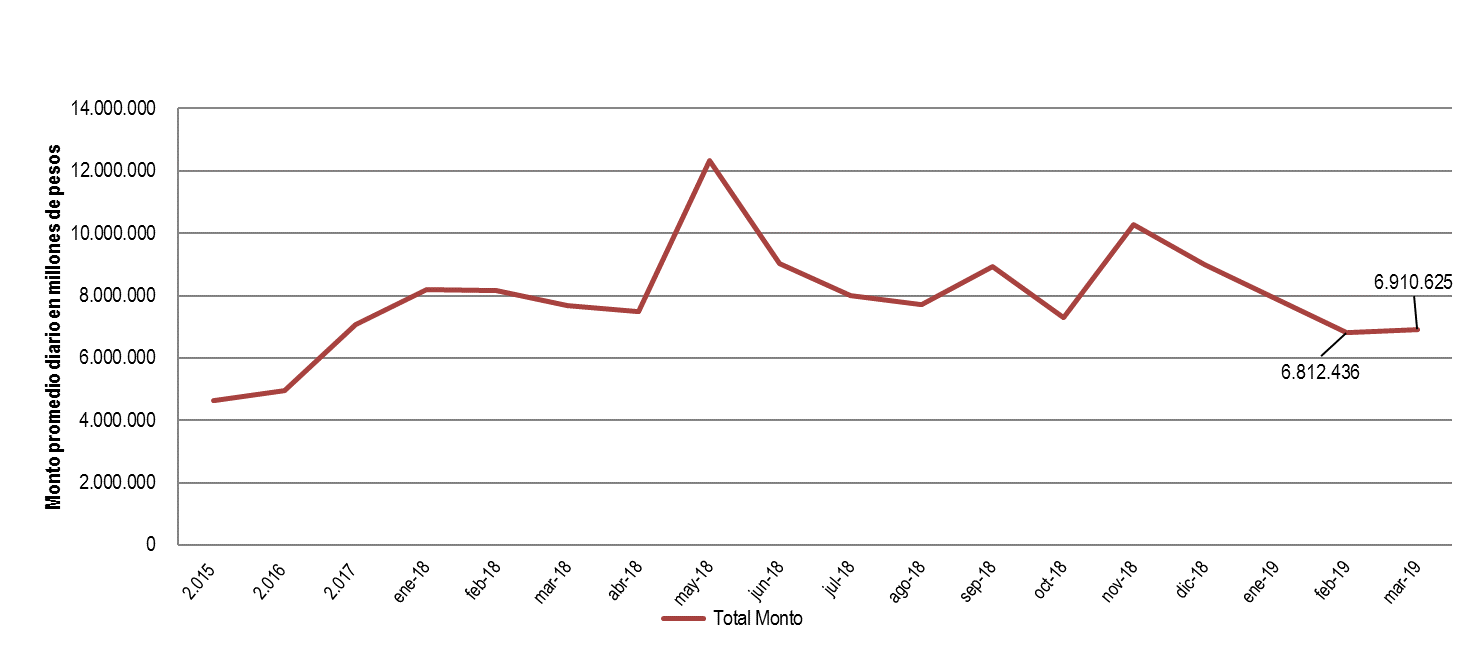 Monto promedio diario en millones de pesos
14.000.000
12.000.000
10.000.000
8.000.000
6.000.000
4.000.000
2.000.000
0
6.910.625
6.812.436
2.015
2.016
2.017
ene-18
feb-18
mar-18
abr-18
may-18
jun-18
jul-18
ago-18
sep-18
oct-18
nov-18
dic-18
ene-19
feb-19
mar-19
Total Monto